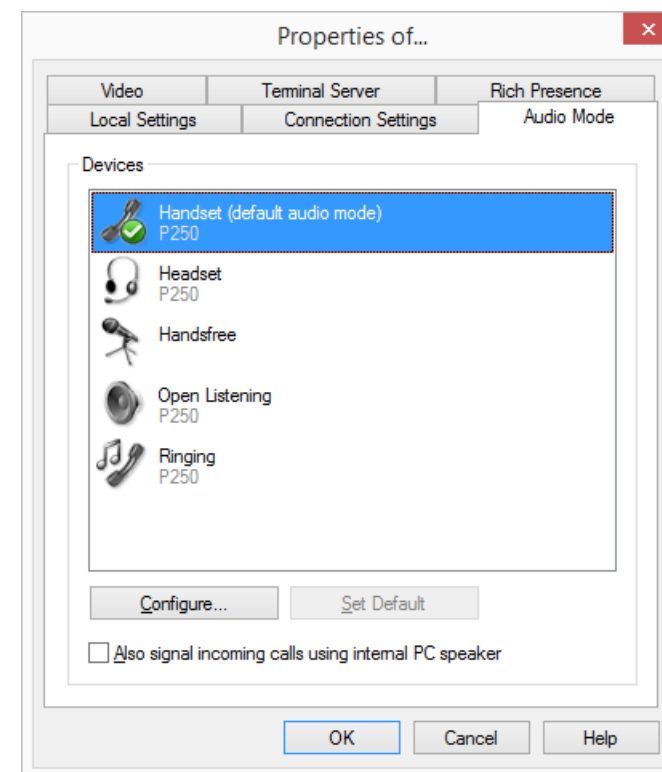 Properties of...
Video Terminal Server Rich Presence
Local Settings Connection Settings Audio Mode
Devices
Handset (default audio mode)
P250
Headset
P250
Handsfree
Open Listening
P250
Ringing
P250
Configure... Set Default
Also signal incoming calls using internal PC speaker
OK Cancel Help